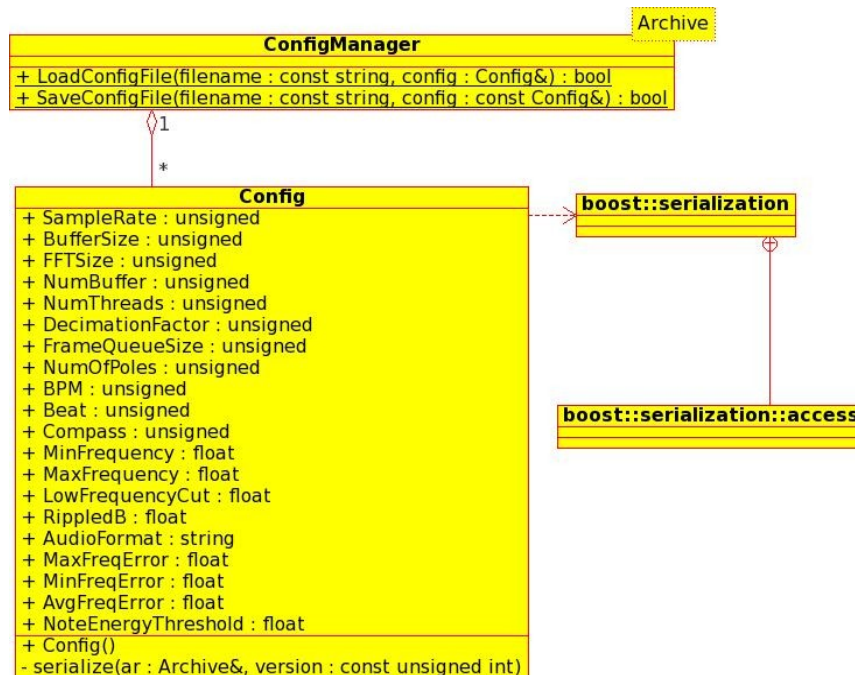 Archive
ConfigManager
+ LoadConfigFile(filename : const string, config : Config&) : bool
+ SaveConfigFile(filename : const string, config : const Config&) : bool
1
*
Config
+ SampleRate : unsigned
+ BufferSize : unsigned
+ FFTSize : unsigned
+ NumBuffer : unsigned
+ NumThreads : unsigned
+ DecimationFactor : unsigned
+ FrameQueueSize : unsigned
+ NumOfPoles : unsigned
+ BPM : unsigned
+ Beat : unsigned
+ Compass : unsigned
+ MinFrequency : float
+ MaxFrequency : float
+ LowFrequencyCut : float
+ RippledB : float
+ AudioFormat : string
+ MaxFreqError : float
+ MinFreqError : float
+ AvgFreqError : float
+ NoteEnergyThreshold : float
+ Config()
- serialize(ar : Archive&, version : const unsigned int)
boost::serialization
boost::serialization::access